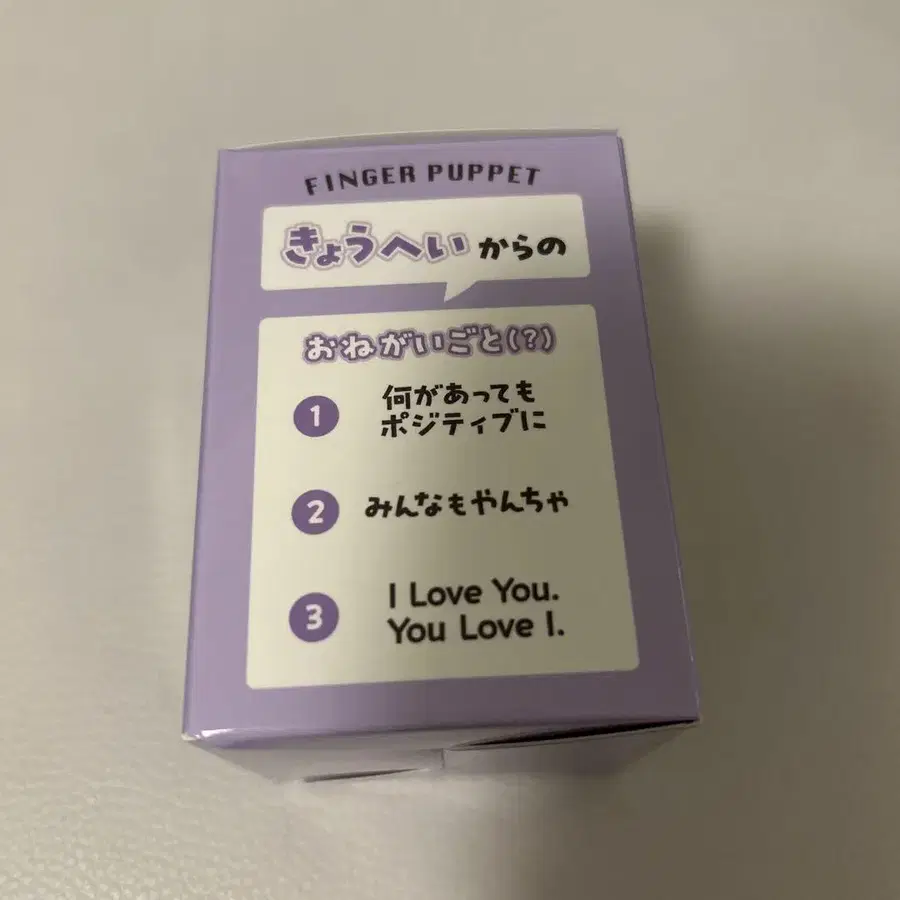 FINGER PUPPET
きょうへいからの
おねがいごと(?)
1 何があっても
ポジティブに
2 みんなもやんちゃ
3 I Love You.
You Love I.